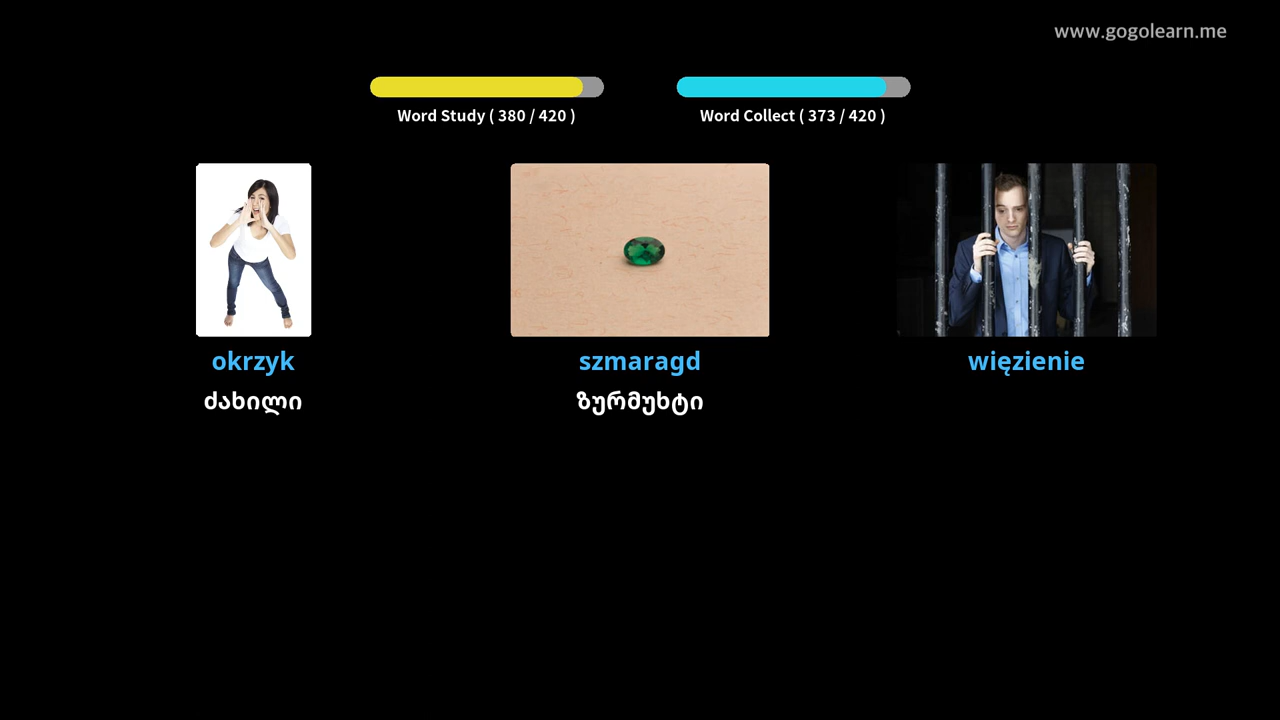 www.gogolearn.me
Word Study ( 380 / 420 )
Word Collect ( 373 / 420 )
okrzyk
szmaragd
więzienie
ძახილი
ზურმუხტი